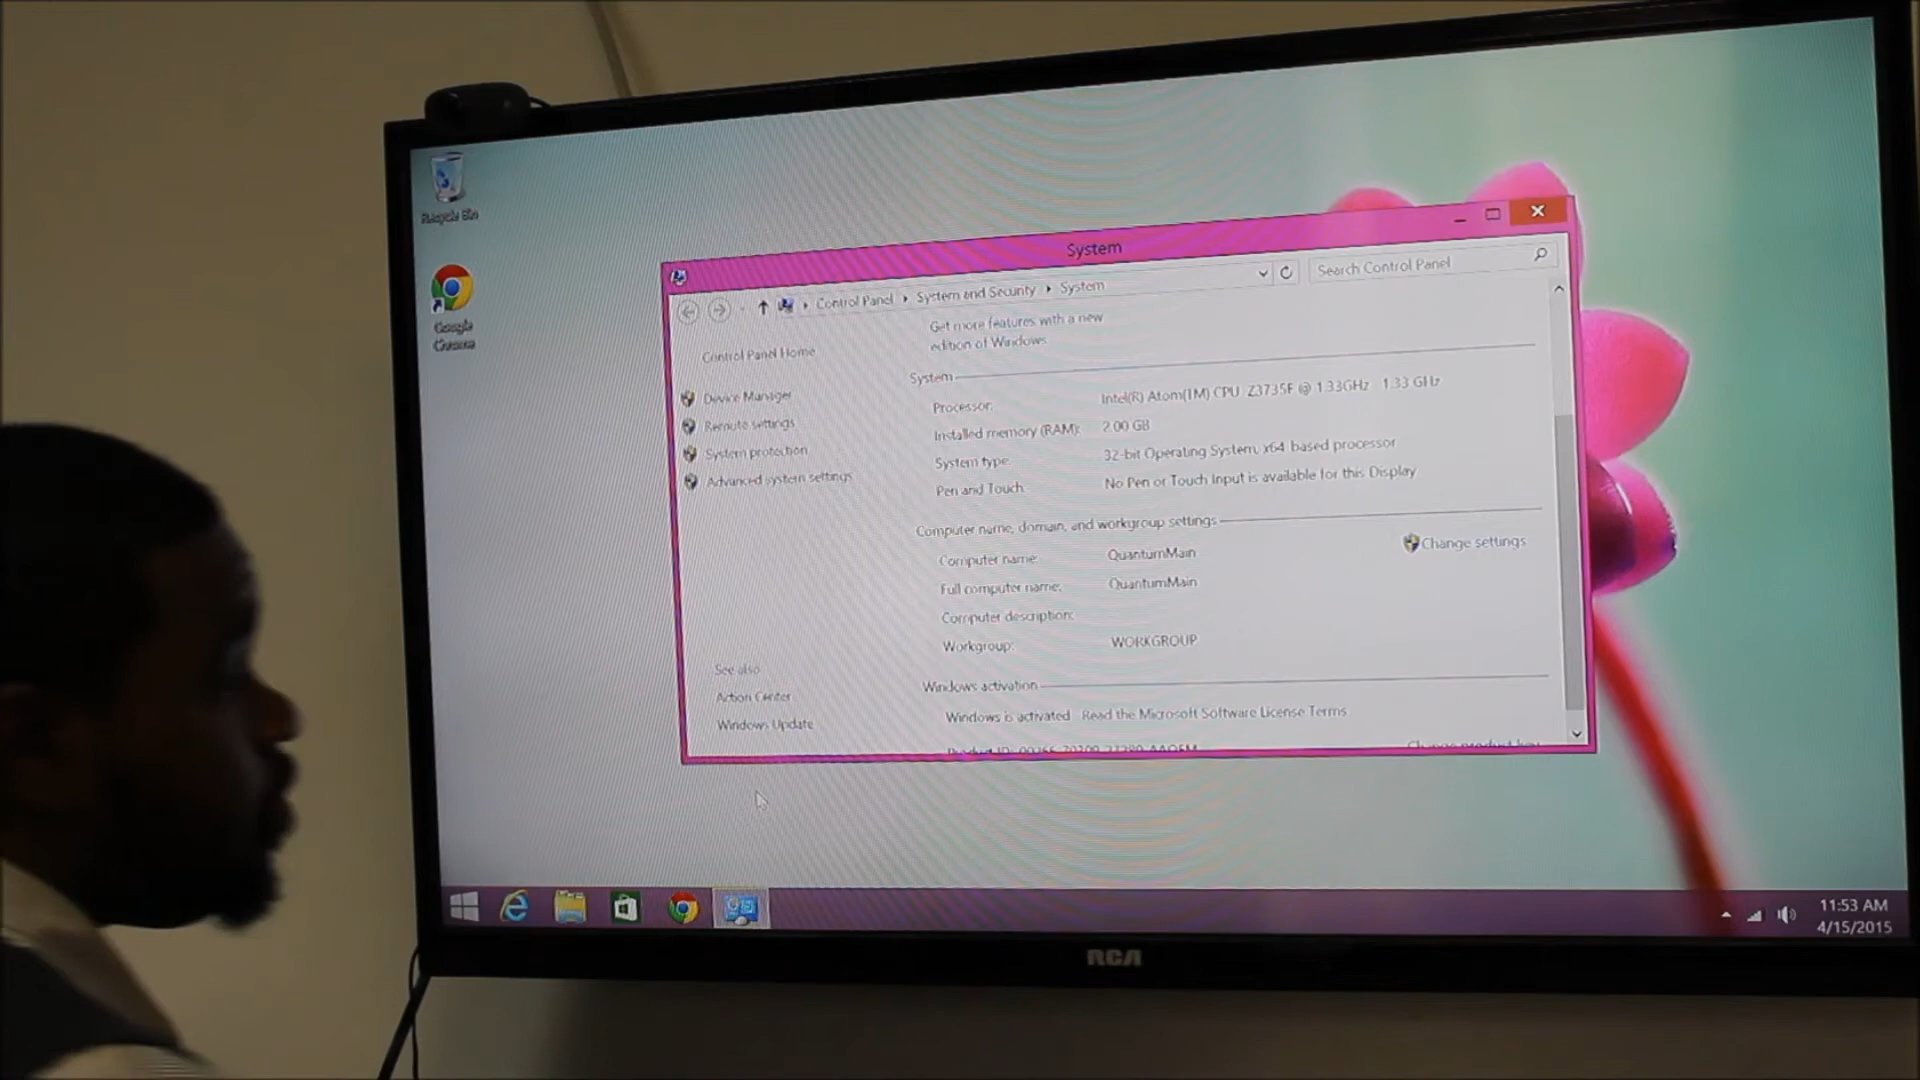 Recycle Bin
Google
Chrome
System
Control Panel
System and Security
System
Search Control Panel
Control Panel Home
Device Manager
Remote settings
System protection
Advanced system settings
See also
Action Center
Windows Update
Get more features with a new
edition of Windows
System
Processor: Intel(R) Atom(TM) CPU Z3735F @ 1.33GHz 1.33 GHz
Installed memory (RAM): 2.00 GB
System type: 32-bit Operating System, x64-based processor
Pen and Touch: No Pen or Touch Input is available for this Display
Computer name, domain, and workgroup settings
Computer name: QuantumMain
Change settings
Full computer name: QuantumMain
Computer description:
Workgroup: WORKGROUP
Windows activation
Windows is activated Read the Microsoft Software License Terms
Product ID:
Change product key
11:53 AM
4/15/2015
RCA